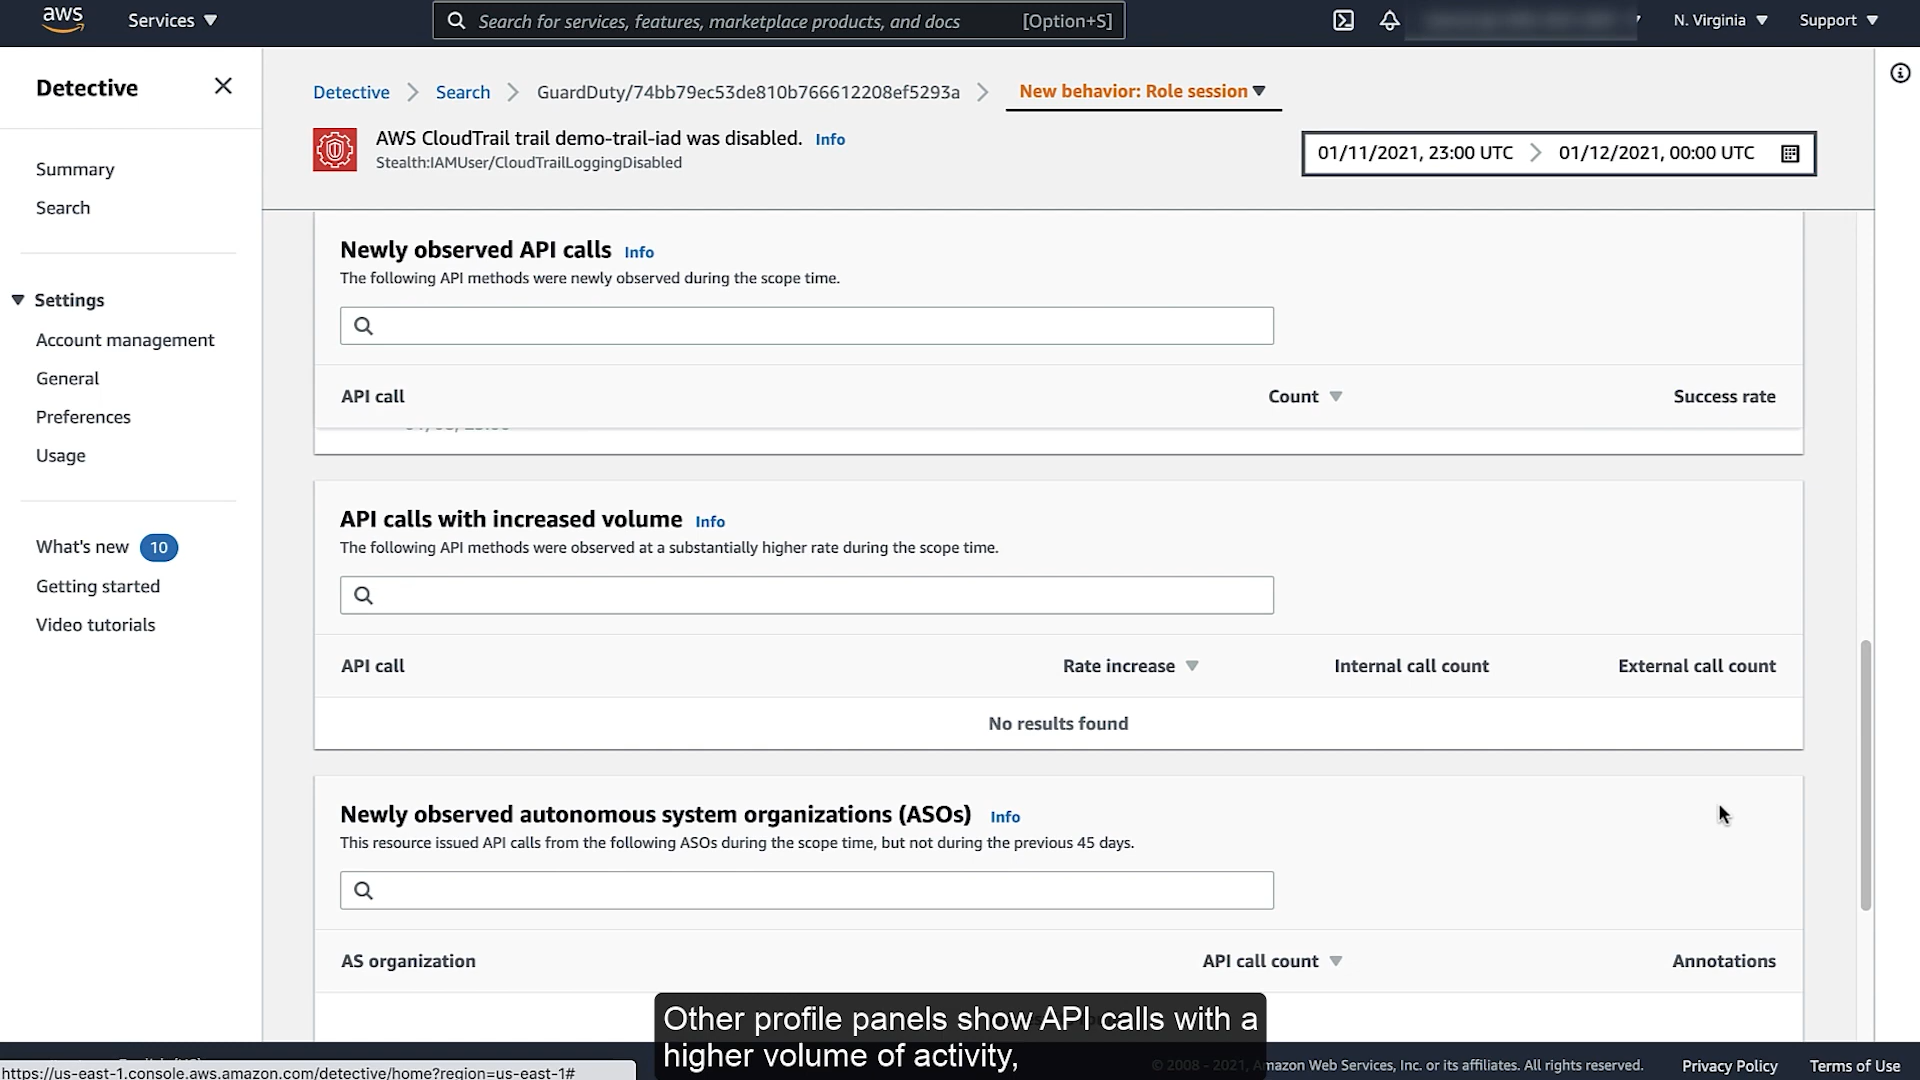 aws
Services
Search for services, features, marketplace products, and docs [Option+S]
N. Virginia
Support
Detective
Detective
Search
GuardDuty/74bb79ec53de810b766612208ef5293a
New behavior: Role session
AWS CloudTrail trail demo-trail-iad was disabled. Info
Stealth:IAMUser/CloudTrailLoggingDisabled
01/11/2021, 23:00 UTC
01/12/2021, 00:00 UTC
Summary
Search
Settings
Account management
General
Preferences
Usage
What's new 10
Getting started
Video tutorials
Newly observed API calls Info
The following API methods were newly observed during the scope time.
API call
Count
Success rate
API calls with increased volume Info
The following API methods were observed at a substantially higher rate during the scope time.
API call
Rate increase
Internal call count
External call count
No results found
Newly observed autonomous system organizations (ASOs) Info
This resource issued API calls from the following ASOs during the scope time, but not during the previous 45 days.
AS organization
API call count
Annotations
Other profile panels show API calls with a
higher volume of activity,
https://us-east-1.console.aws.amazon.com/detective/home?region=us-east-1#
© 2008 - 2021, Amazon Web Services, Inc. or its affiliates. All rights reserved.
Privacy Policy
Terms of Use